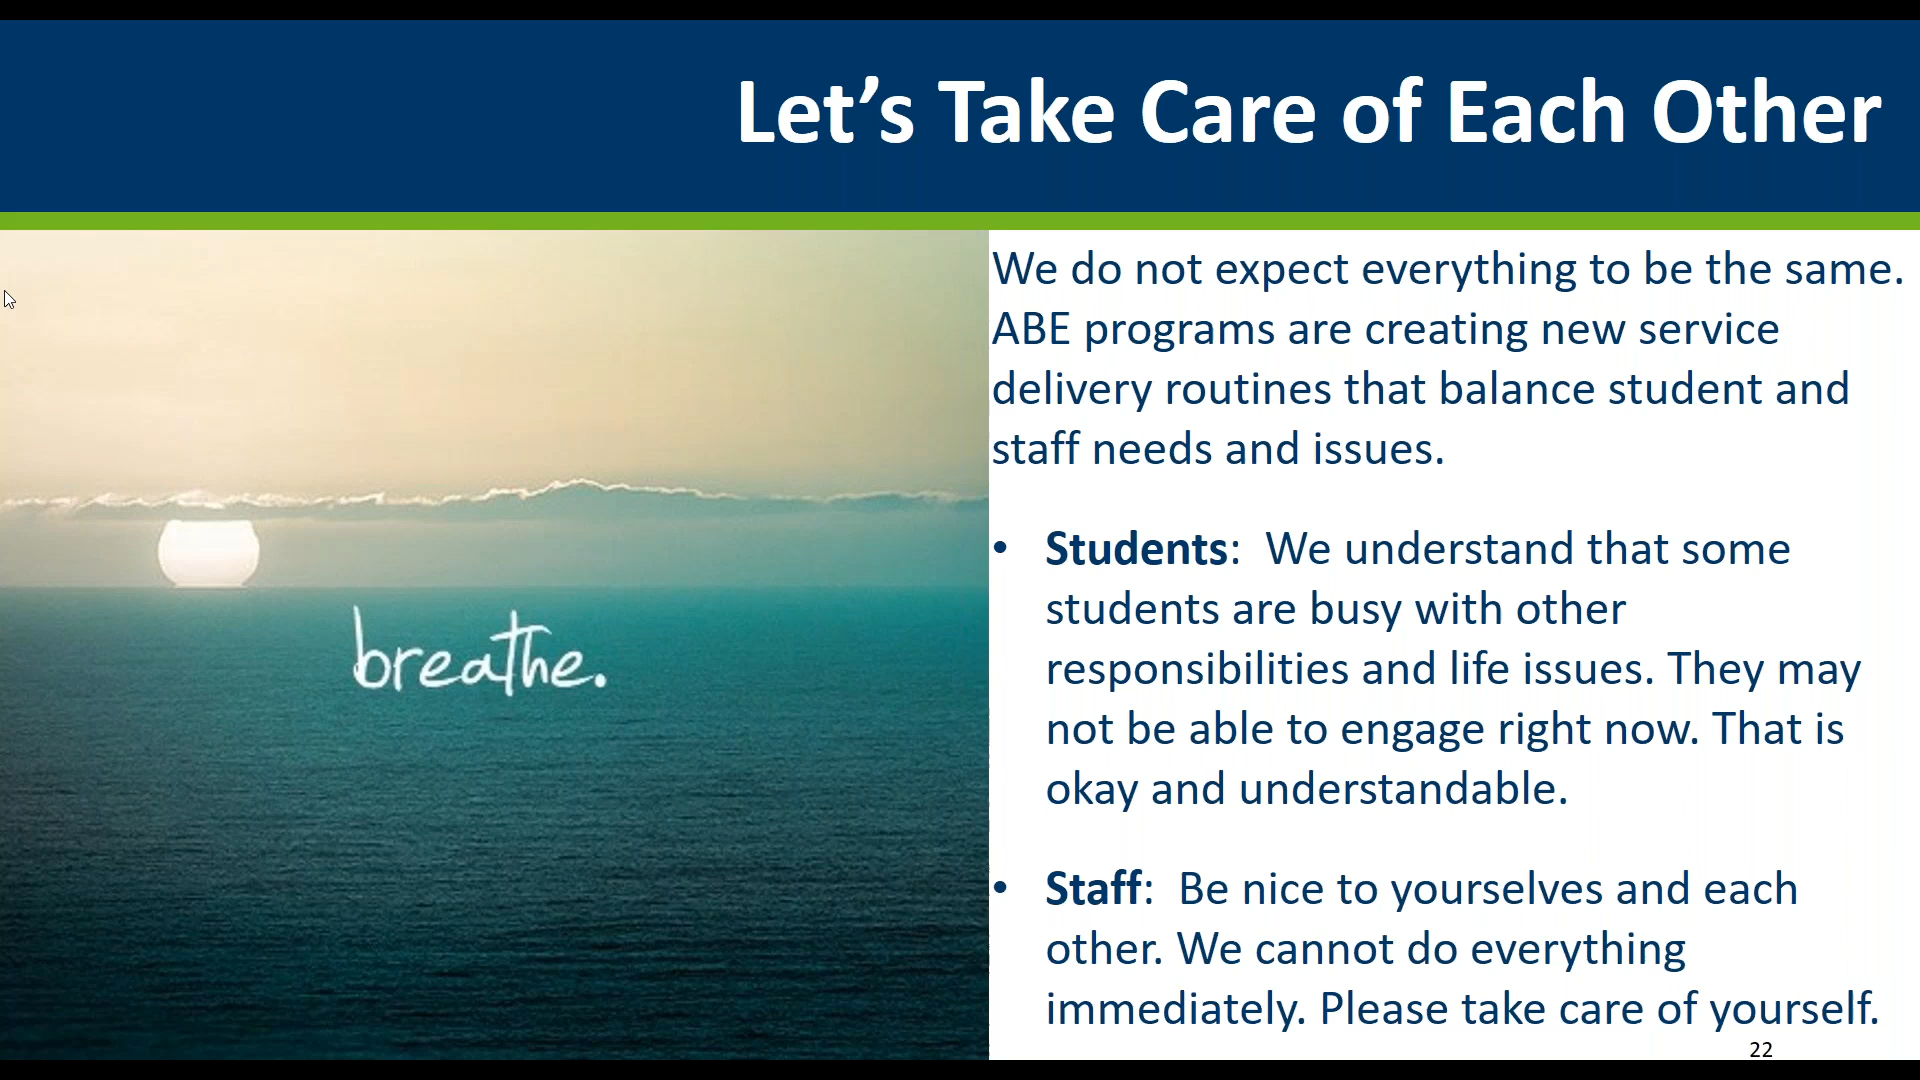 Let’s Take Care of Each Other
We do not expect everything to be the same.
ABE programs are creating new service
delivery routines that balance student and
staff needs and issues.
• Students:  We understand that some
students are busy with other
responsibilities and life issues. They may
not be able to engage right now. That is
okay and understandable.
• Staff:  Be nice to yourselves and each
other. We cannot do everything
immediately. Please take care of yourself.
breathe.
22